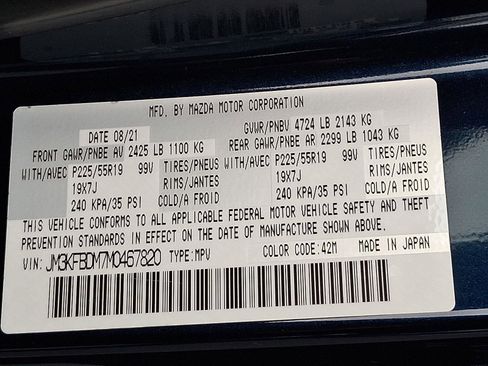 MFD. BY MAZDA MOTOR CORPORATION
DATE 08/21 GVWR/PNBV 4724 LB 2143 KG
FRONT GAWR/PNBE AV 2425 LB 1100 KG REAR GAWR/PNBE AR 2299 LB 1043 KG
WITH/AVEC P225/55R19 99V TIRES/PNEUS WITH/AVEC P225/55R19 99V TIRES/PNEUS
19X7J RIMS/JANTES 19X7J RIMS/JANTES
240 KPA/35 PSI COLD/A FROID 240 KPA/35 PSI COLD/A FROID
THIS VEHICLE CONFORMS TO ALL APPLICABLE FEDERAL MOTOR VEHICLE SAFETY AND THEFT
PREVENTION STANDARDS IN EFFECT ON THE DATE OF MANUFACTURE SHOWN ABOVE.
VIN: JM3KFBDM7M0467820 TYPE: MPV COLOR CODE: 42M MADE IN JAPAN